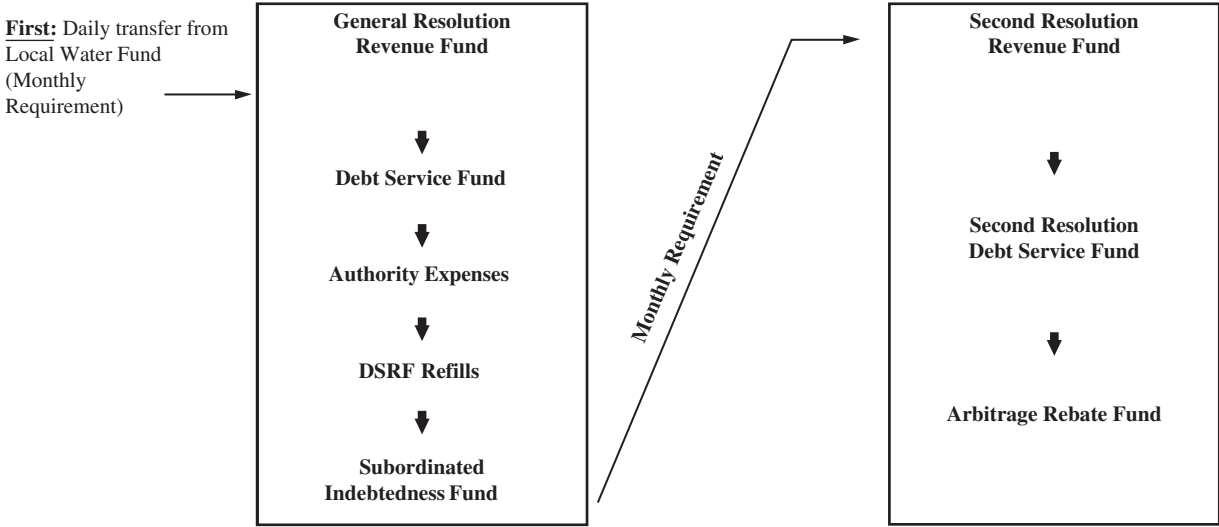 First: Daily transfer from
Local Water Fund
(Monthly
Requirement)
General Resolution
Revenue Fund
Debt Service Fund
Authority Expenses
DSRF Refills
Subordinated
Indebtedness Fund
Monthly Requirement
Second Resolution
Revenue Fund
Second Resolution
Debt Service Fund
Arbitrage Rebate Fund